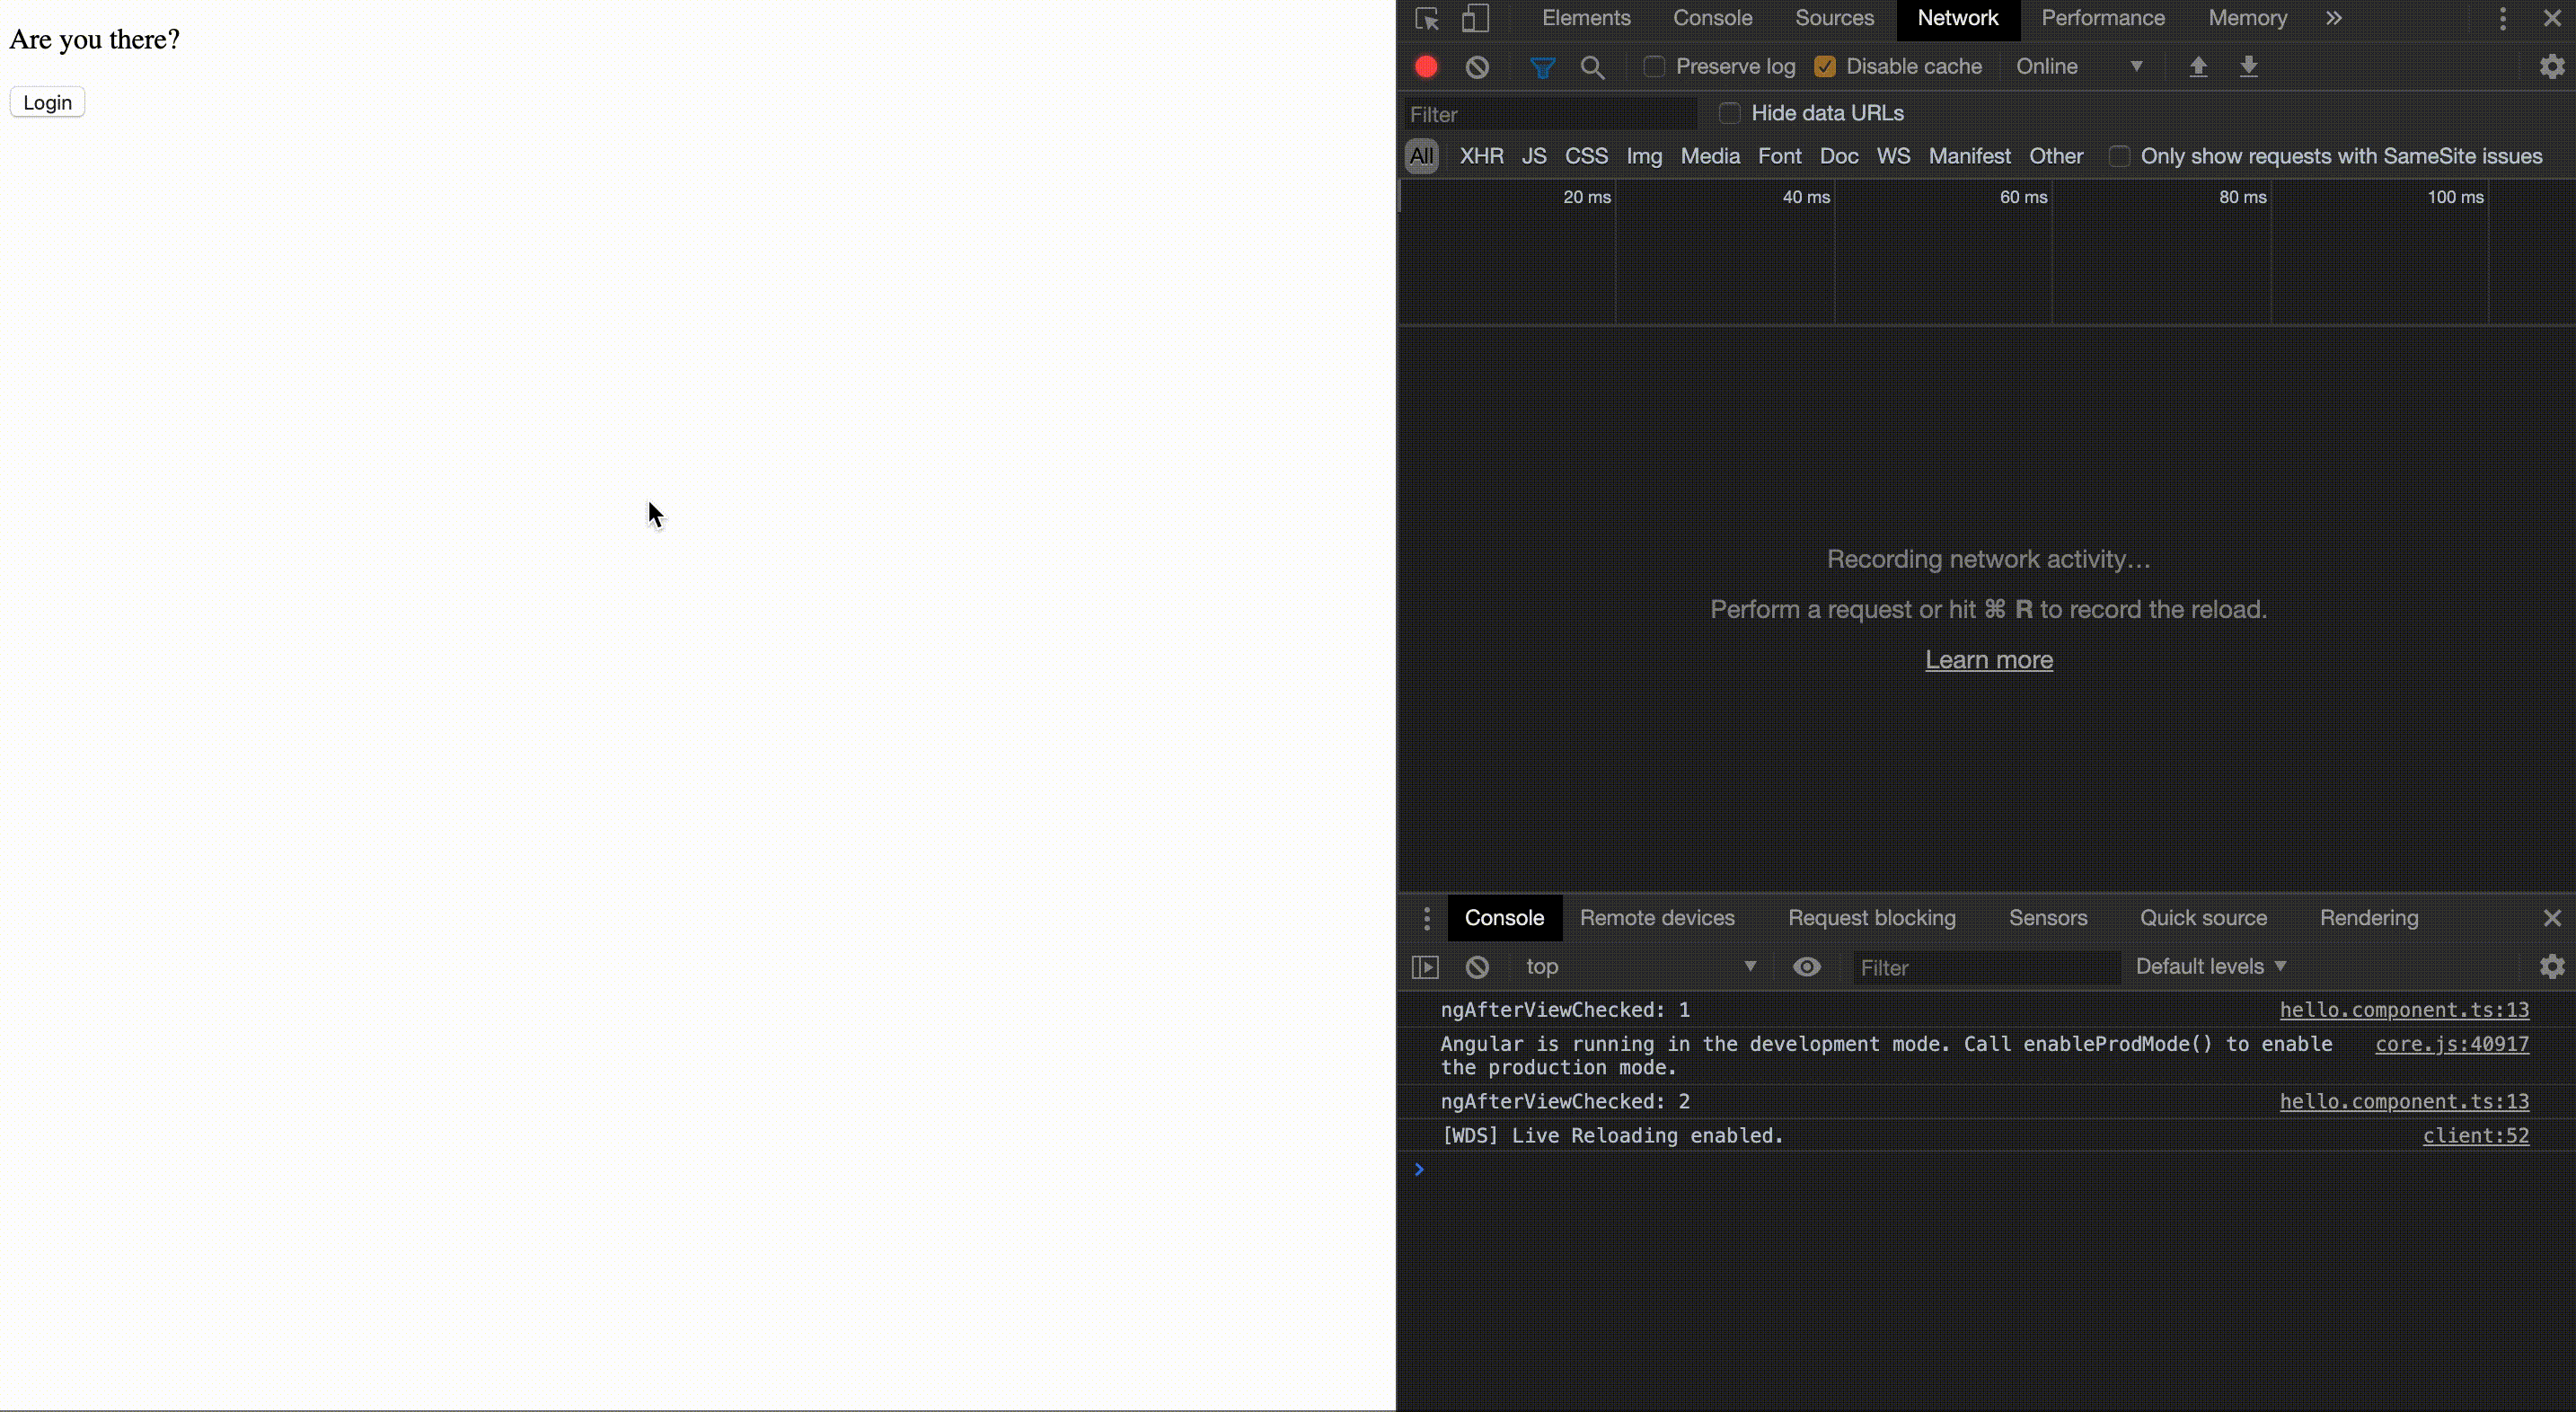 Are you there?
Login
Elements Console Sources Network Performance Memory
Preserve log Disable cache Online
Filter Hide data URLs
All XHR JS CSS Img Media Font Doc WS Manifest Other Only show requests with SameSite issues
20 ms 40 ms 60 ms 80 ms 100 ms
Recording network activity…
Perform a request or hit ⌘ R to record the reload.
Learn more
Console Remote devices Request blocking Sensors Quick source Rendering
top Filter Default levels
ngAfterViewChecked: 1 hello.component.ts:13
Angular is running in the development mode. Call enableProdMode() to enable core.js:40917
the production mode.
ngAfterViewChecked: 2 hello.component.ts:13
[WDS] Live Reloading enabled. client:52